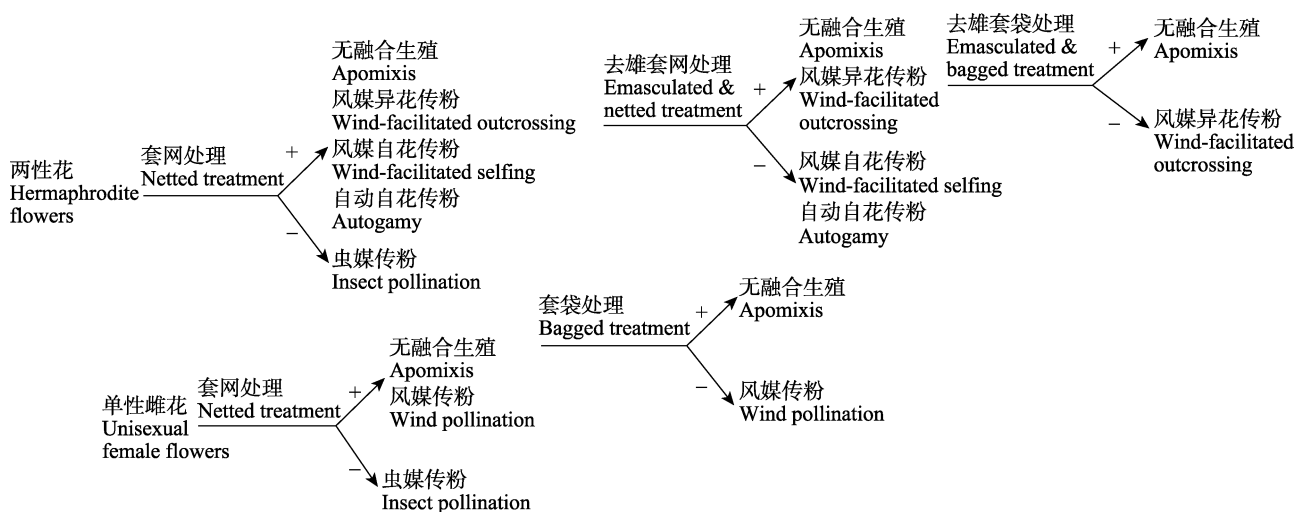 两性花
Hermaphrodite
flowers
套网处理
Netted treatment
+
无融合生殖
Apomixis
风媒异花传粉
Wind-facilitated outcrossing
风媒自花传粉
Wind-facilitated selfing
自动自花传粉
Autogamy
−
虫媒传粉
Insect pollination
去雄套网处理
Emasculated &
netted treatment
+
无融合生殖
Apomixis
风媒异花传粉
Wind-facilitated
outcrossing
−
风媒自花传粉
Wind-facilitated selfing
自动自花传粉
Autogamy
去雄套袋处理
Emasculated &
bagged treatment
+
无融合生殖
Apomixis
−
风媒异花传粉
Wind-facilitated
outcrossing
单性雌花
Unisexual
female flowers
套网处理
Netted treatment
+
无融合生殖
Apomixis
风媒传粉
Wind pollination
−
虫媒传粉
Insect pollination
套袋处理
Bagged treatment
+
无融合生殖
Apomixis
−
风媒传粉
Wind pollination